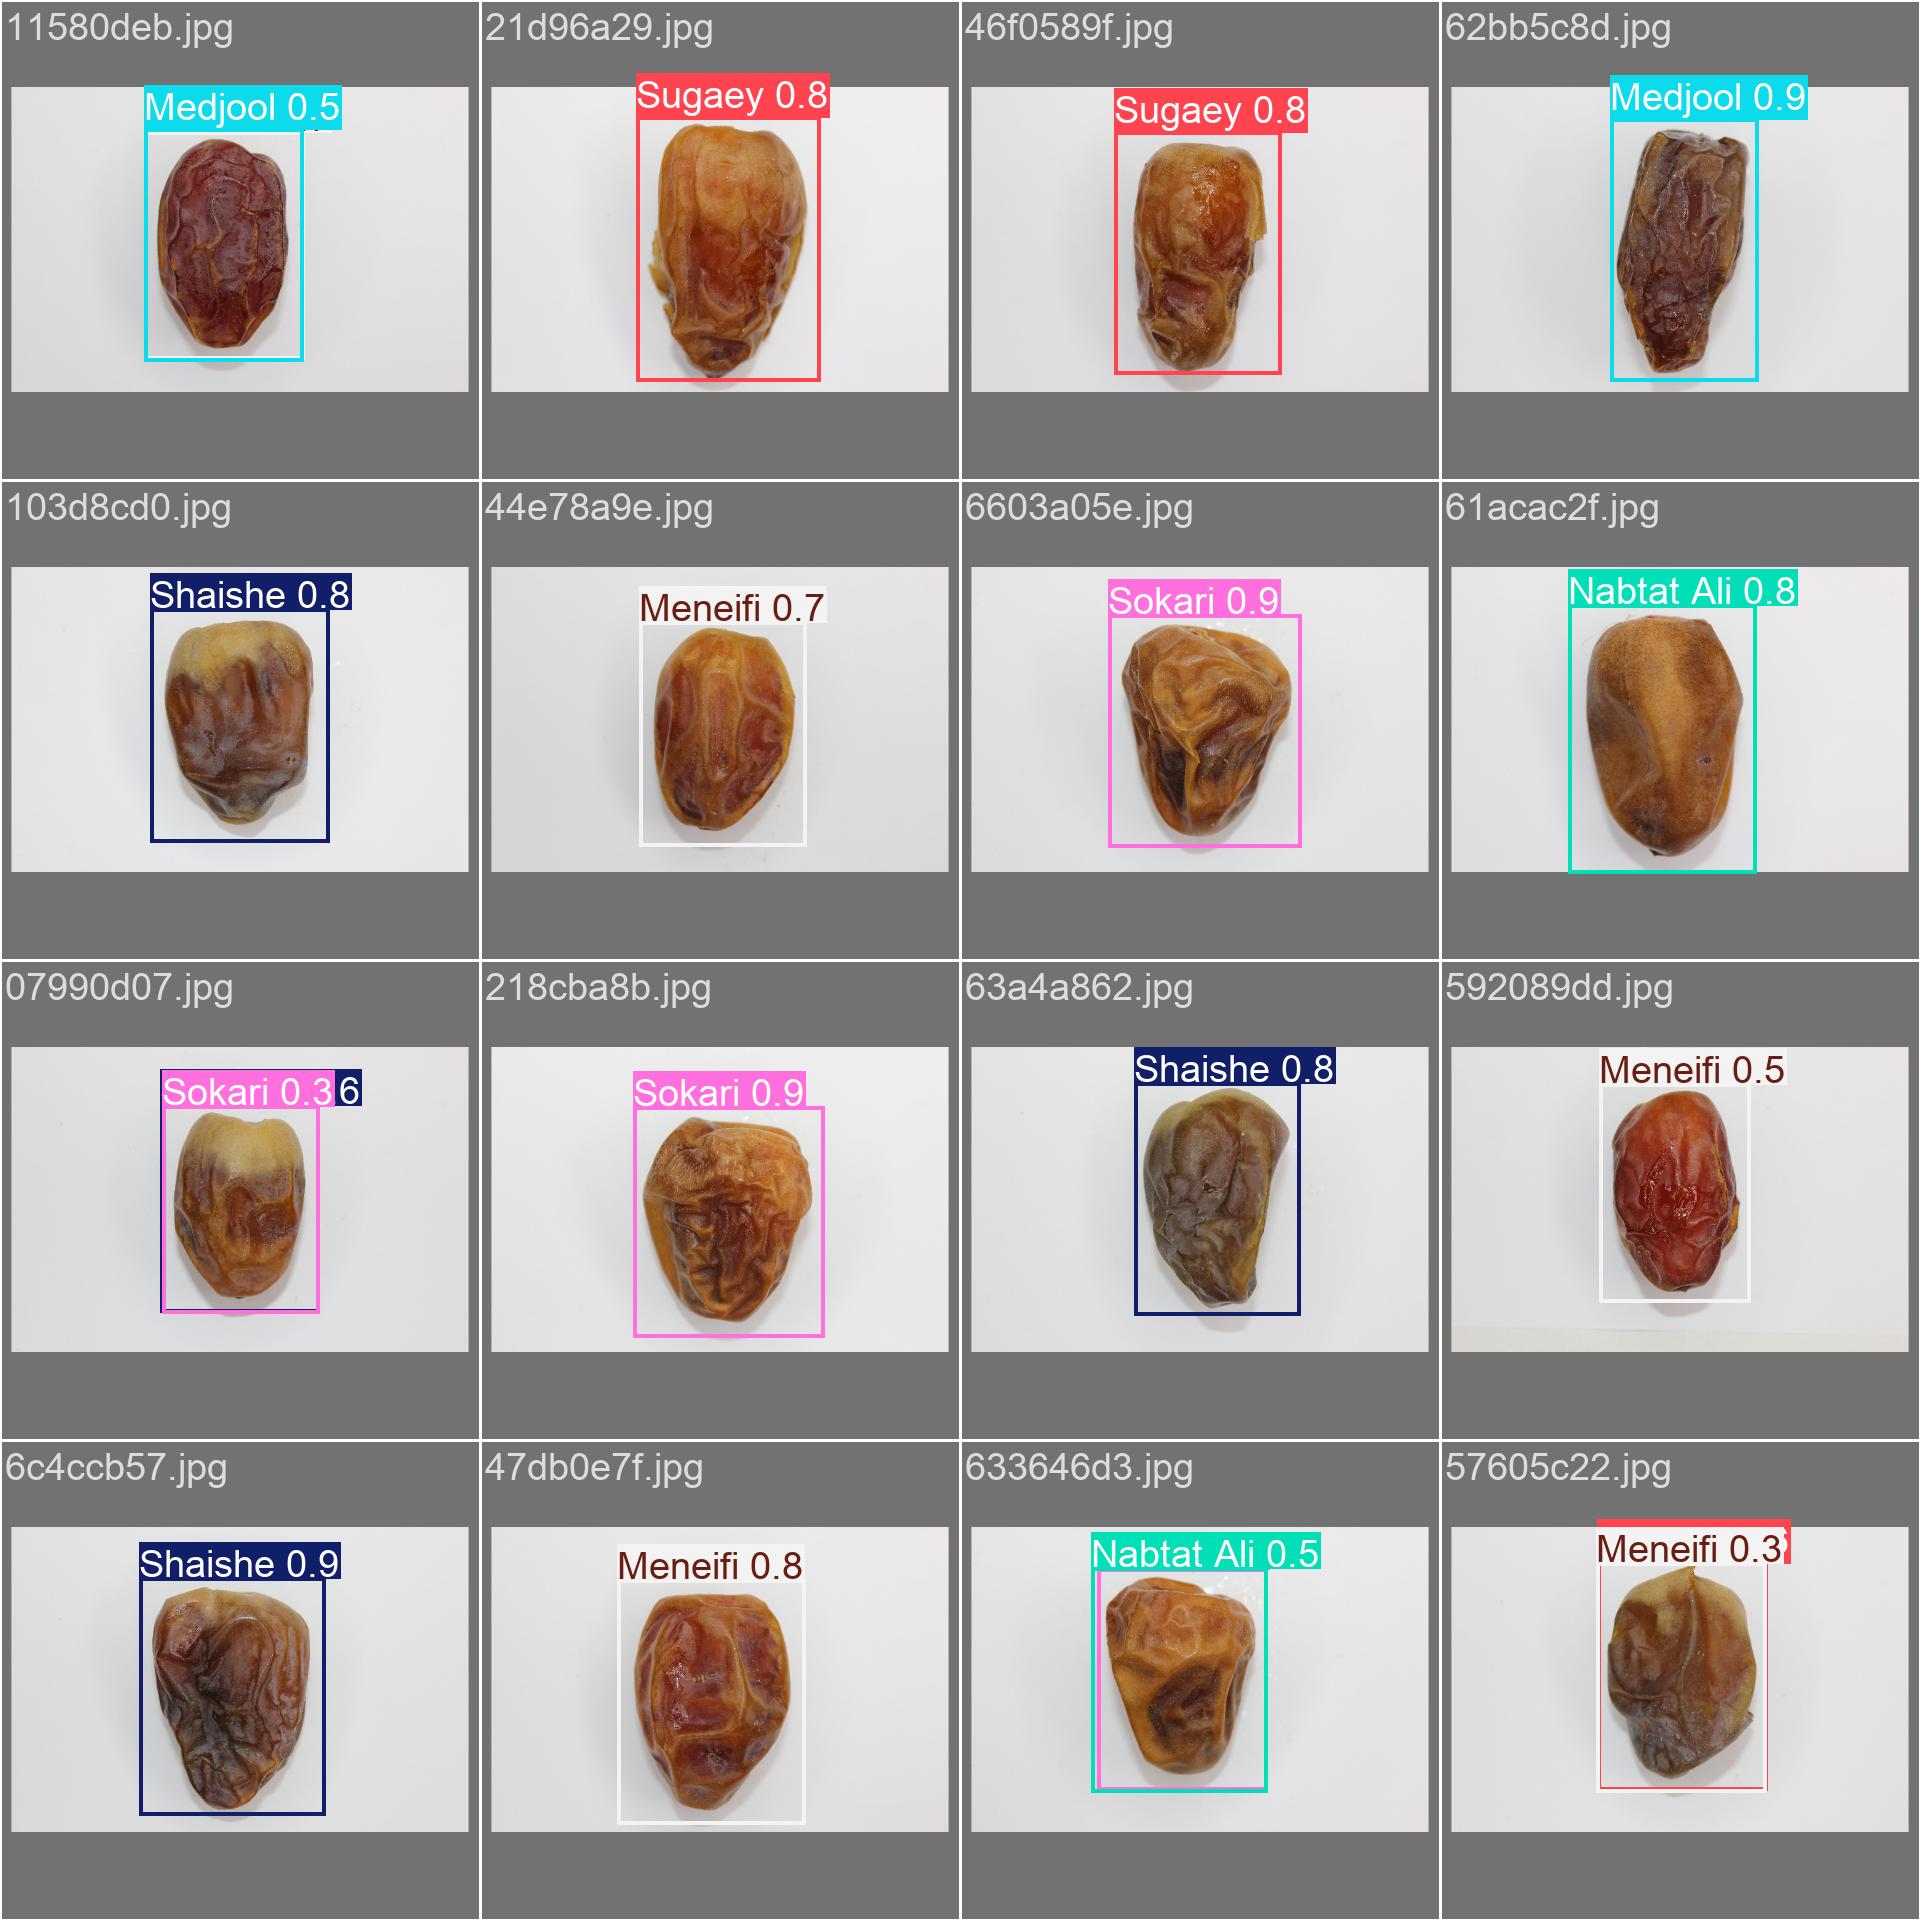 11580deb.jpg
21d96a29.jpg
46f0589f.jpg
62bb5c8d.jpg
Medjool 0.5
Sugaey 0.8
Sugaey 0.8
Medjool 0.9
103d8cd0.jpg
44e78a9e.jpg
6603a05e.jpg
61acac2f.jpg
Shaishe 0.8
Meneifi 0.7
Sokari 0.9
Nabtat Ali 0.8
07990d07.jpg
218cba8b.jpg
63a4a862.jpg
592089dd.jpg
Sokari 0.3 6
Sokari 0.9
Shaishe 0.8
Meneifi 0.5
6c4ccb57.jpg
47db0e7f.jpg
633646d3.jpg
57605c22.jpg
Shaishe 0.9
Meneifi 0.8
Nabtat Ali 0.5
Meneifi 0.3